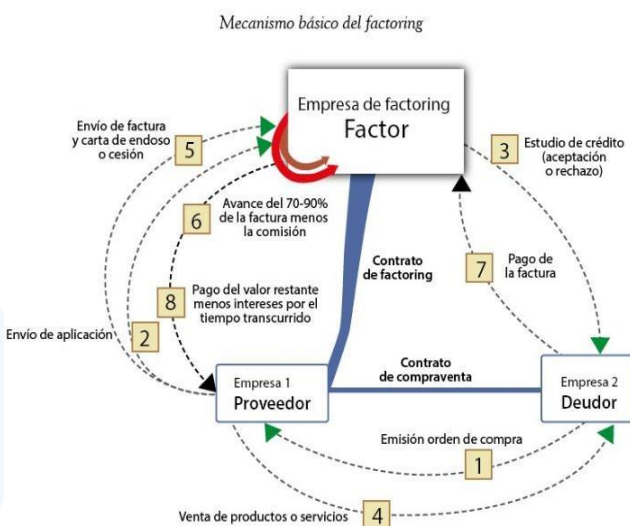 Mecanismo básico del factoring
Empresa de factoring
Factor
Envío de factura
y carta de endoso
o cesión
5
3
Estudio de crédito
(aceptación
o rechazo)
6
Avance del 70-90%
de la factura menos
la comisión
Contrato
de factoring
7
Pago de
la factura
8
Pago del valor restante
menos intereses por el
tiempo transcurrido
Envío de aplicación
2
Empresa 1
Proveedor
Contrato
de compraventa
Empresa 2
Deudor
Emisión orden de compra
1
Venta de productos o servicios
4